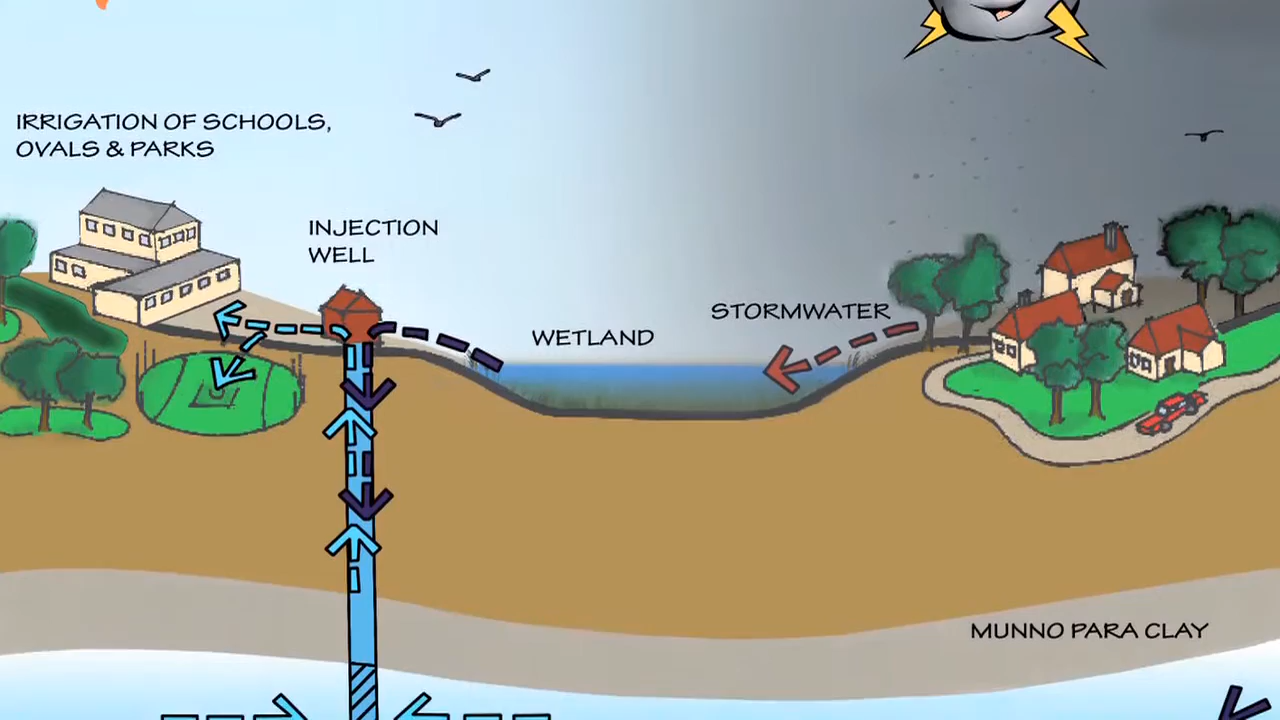 IRRIGATION OF SCHOOLS,
OVALS & PARKS
INJECTION
WELL
STORMWATER
WETLAND
MUNNO PARA CLAY